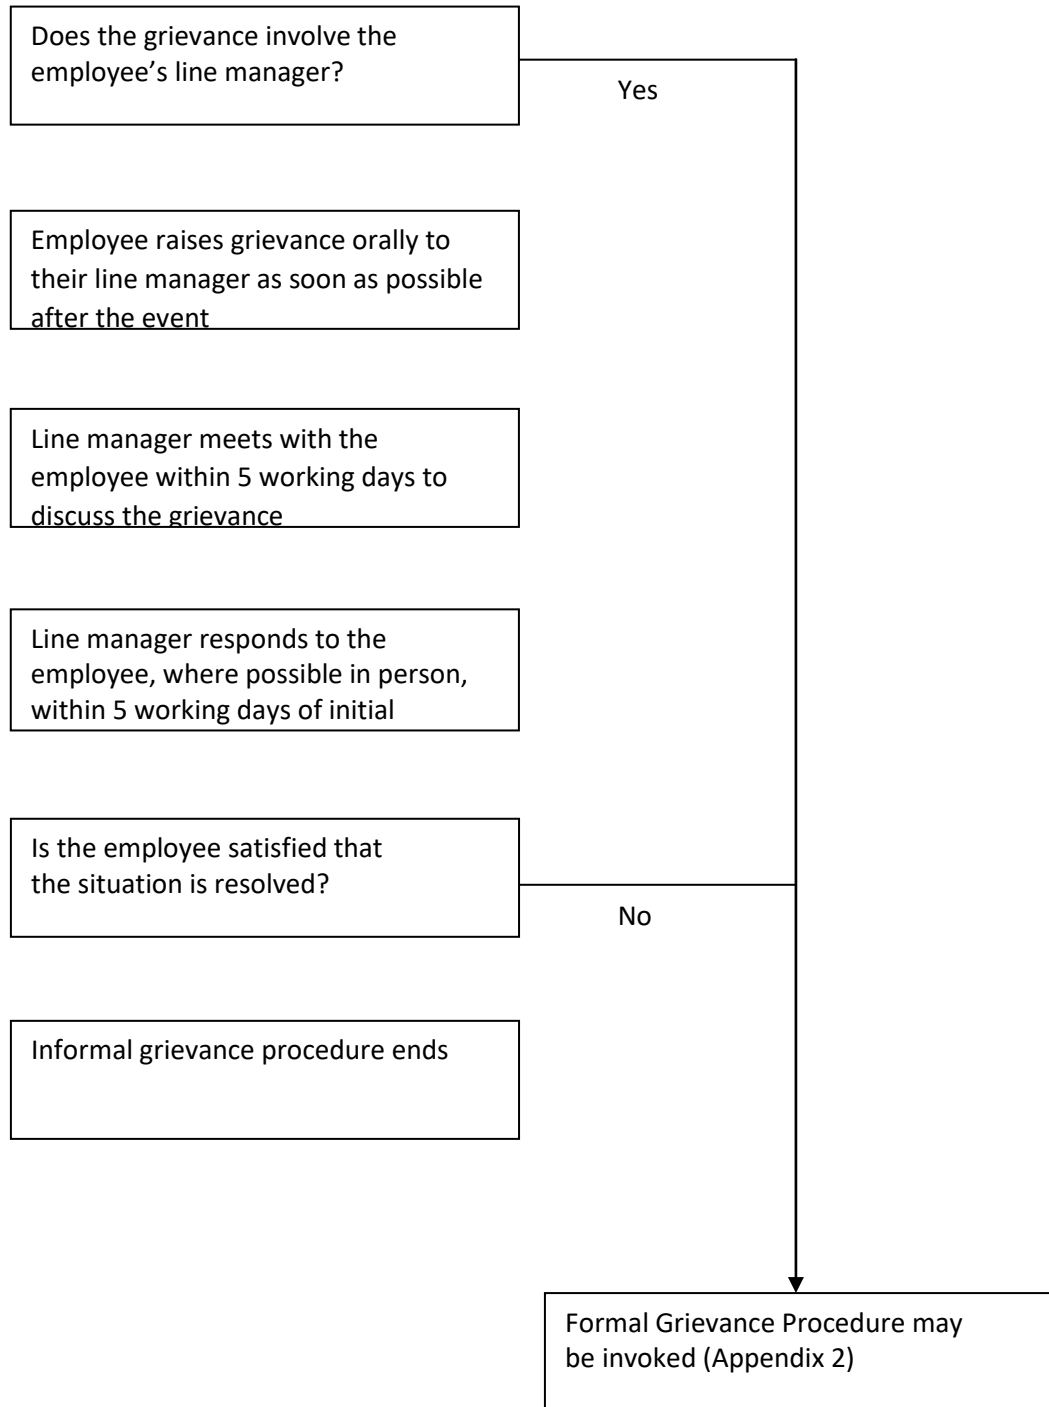 Does the grievance involve the
employee’s line manager?
Yes
Employee raises grievance orally to
their line manager as soon as possible
after the event
Line manager meets with the
employee within 5 working days to
discuss the grievance
Line manager responds to the
employee, where possible in person,
within 5 working days of initial
Is the employee satisfied that
the situation is resolved?
No
Informal grievance procedure ends
Formal Grievance Procedure may
be invoked (Appendix 2)